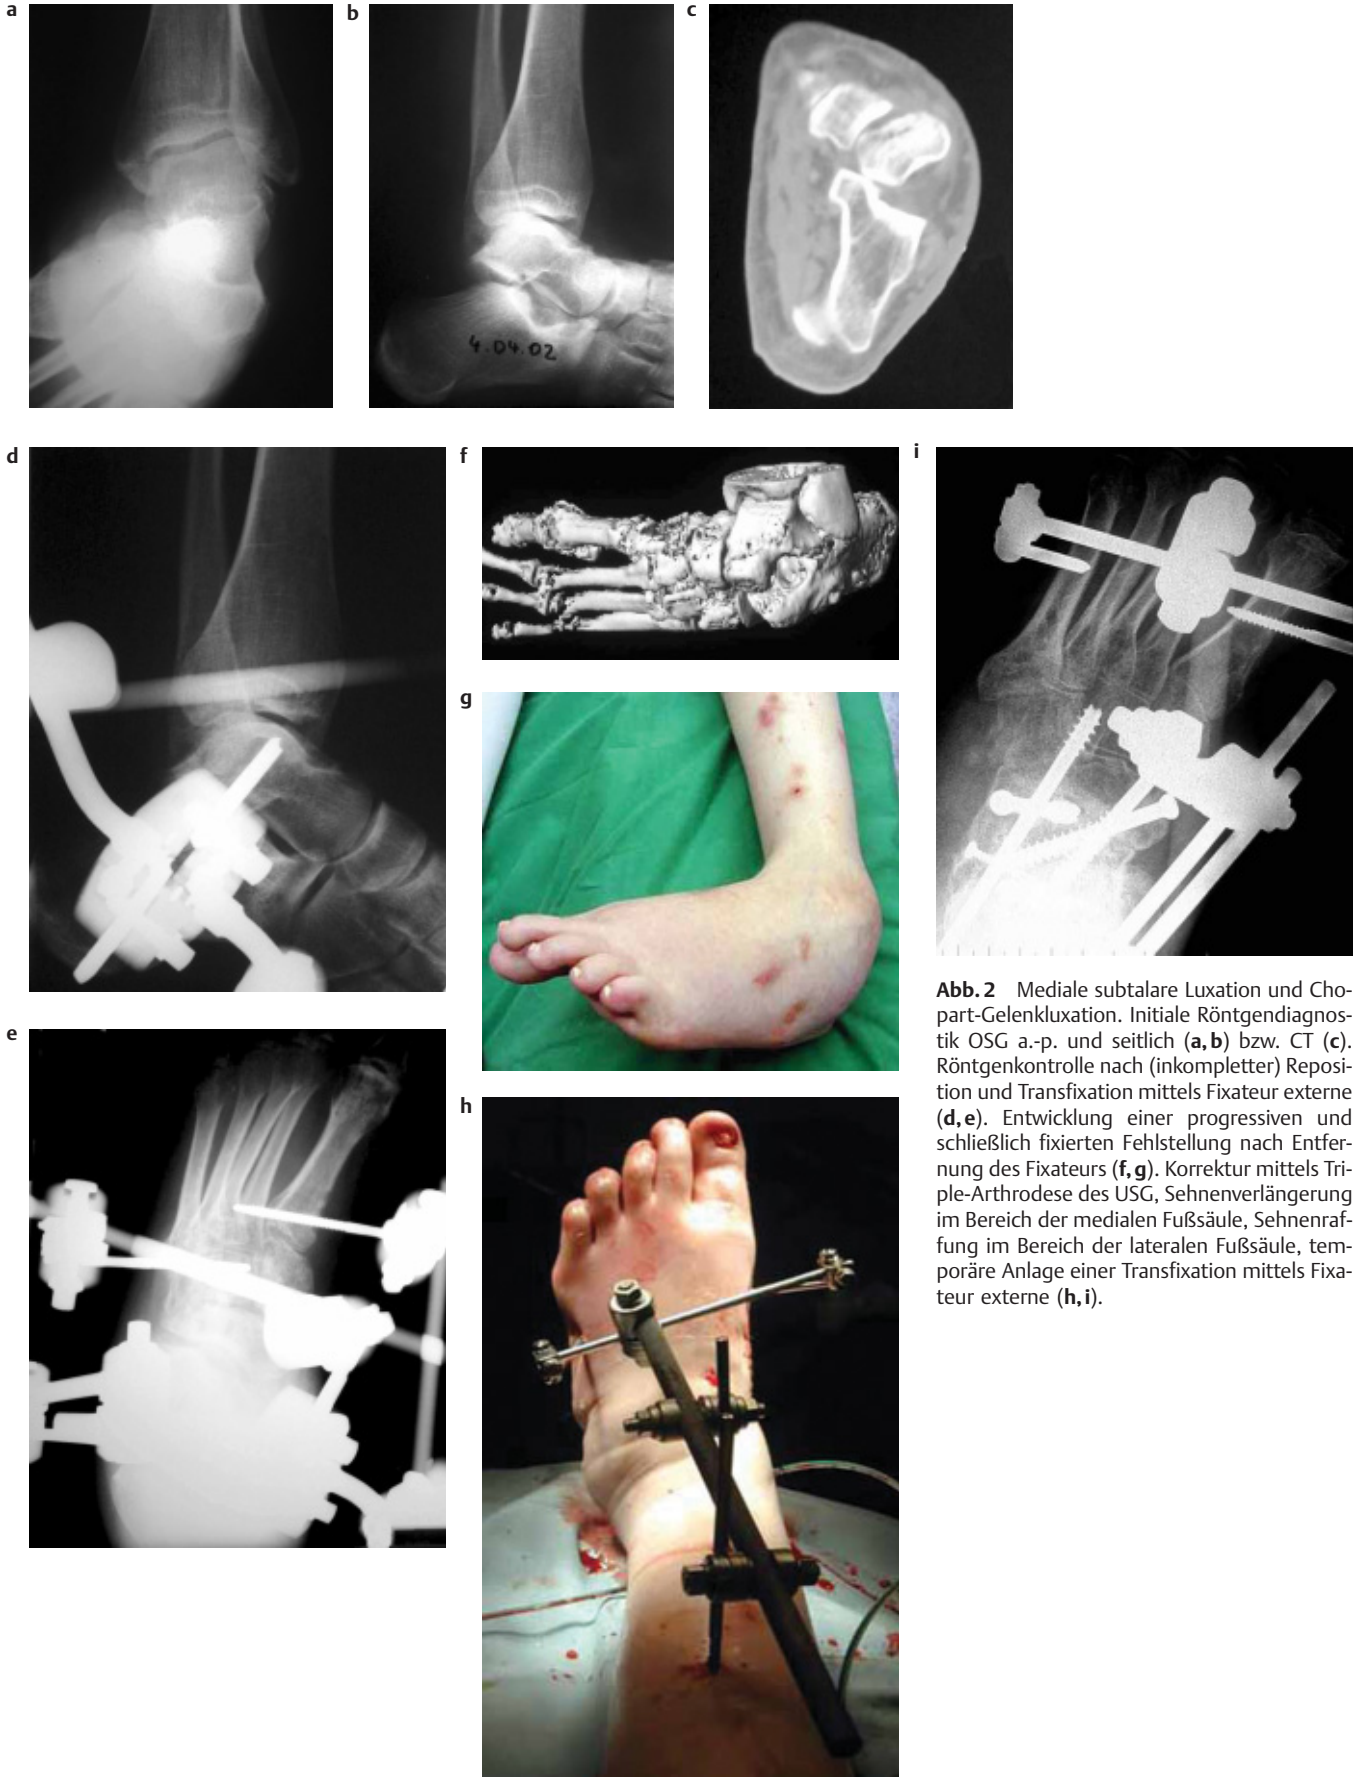 a
b
c
4.04.02
d
f
i
g
e
h
Abb. 2 Mediale subtalare Luxation und Cho-
part-Gelenkluxation. Initiale Röntgendiagnos-
tik OSG a.-p. und seitlich (a, b) bzw. CT (c).
Röntgenkontrolle nach (inkompletter) Reposi-
tion und Transfixation mittels Fixateur externe
(d, e). Entwicklung einer progressiven und
schließlich fixierten Fehlstellung nach Entfer-
nung des Fixateurs (f, g). Korrektur mittels Tri-
ple-Arthrodese des USG, Sehnenverlängerung
im Bereich der medialen Fußsäule, Sehnenraf-
fung im Bereich der lateralen Fußsäule, tem-
poräre Anlage einer Transfixation mittels Fixa-
teur externe (h, i).